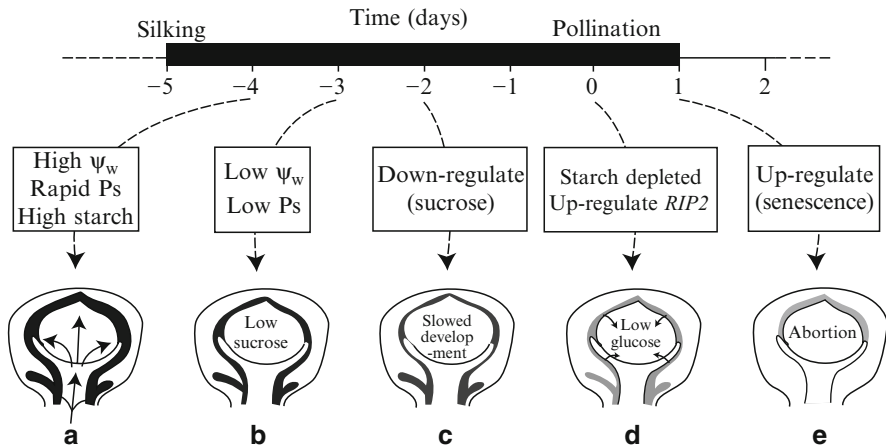 Time (days)
Silking
Pollination
−5 −4 −3 −2 −1 0 1 2
High ψw
Rapid Ps
High starch
Low ψw
Low Ps
Down-regulate
(sucrose)
Starch depleted
Up-regulate RIP2
Up-regulate
(senescence)
Low
sucrose
Slowed
develop
-ment
Low
glucose
Abortion
a b c d e